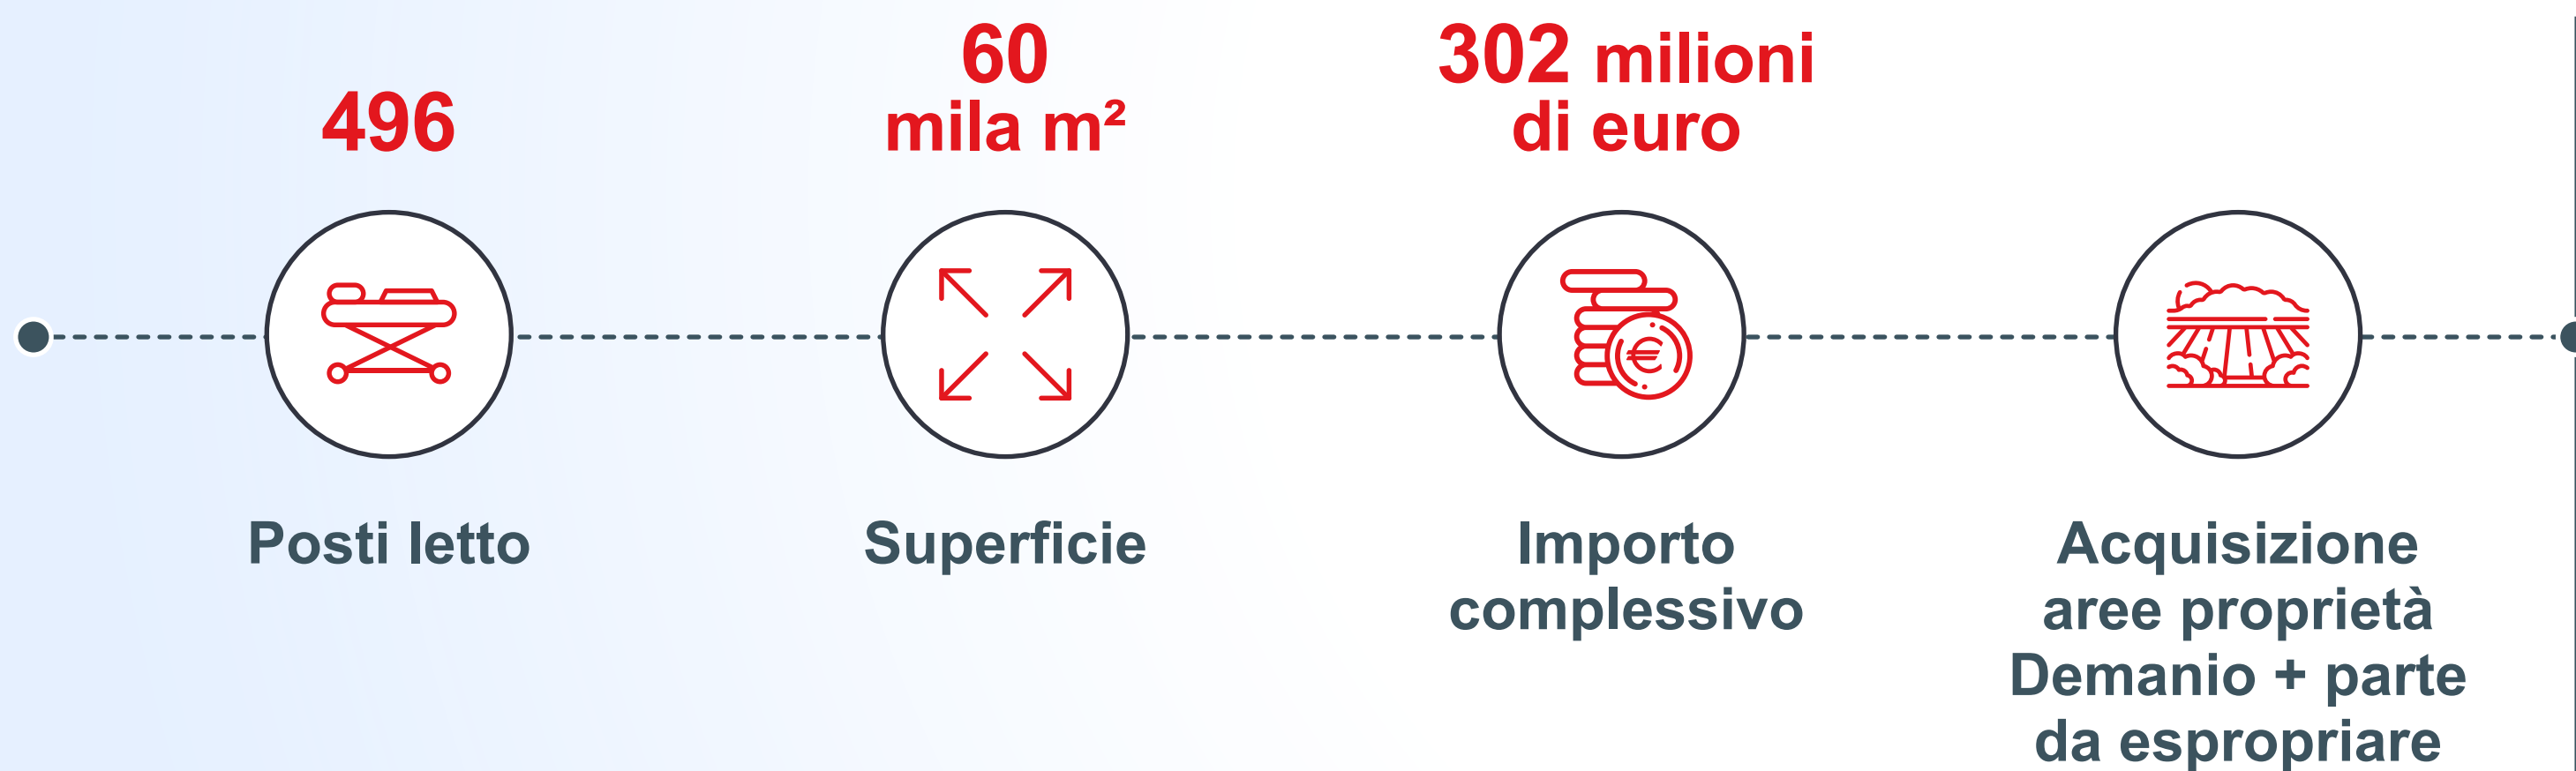 496
Posti letto
60
mila m²
Superficie
302 milioni
di euro
€
Importo
complessivo
Acquisizione
aree proprietà
Demanio + parte
da espropriare